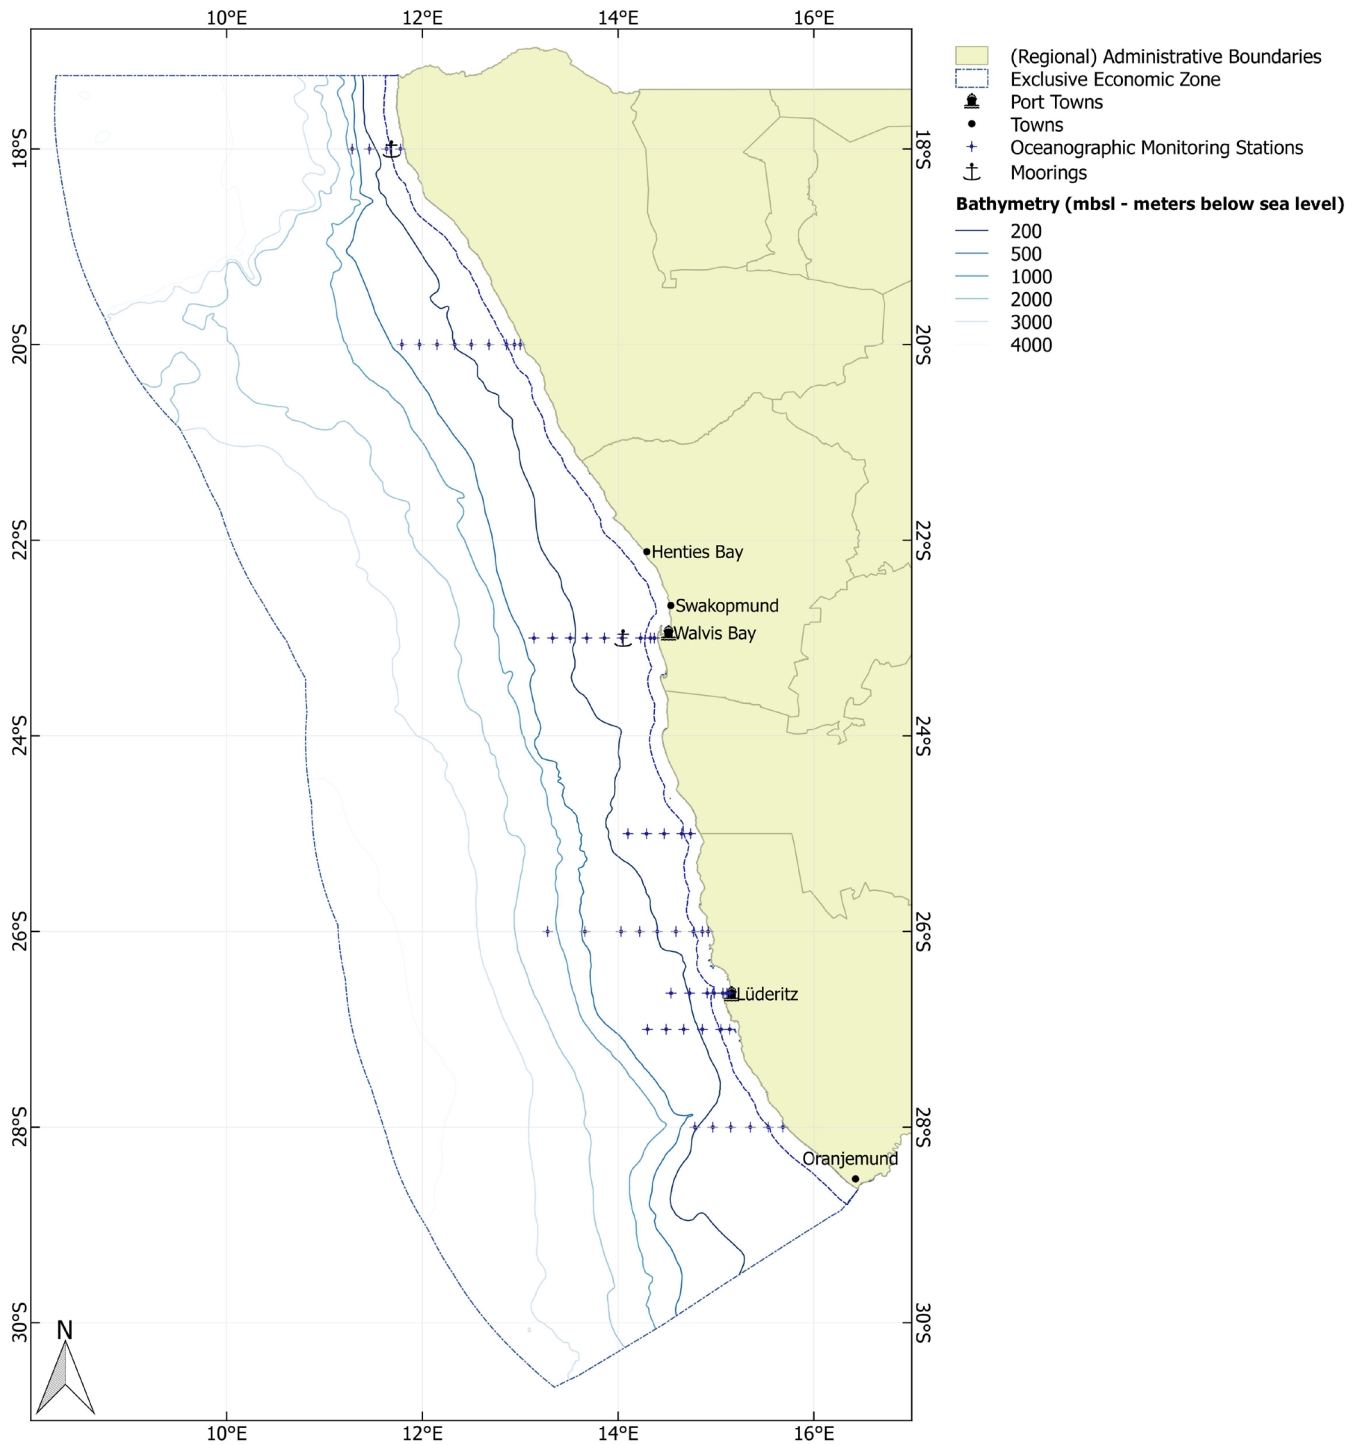 10°E 12°E 14°E 16°E
(Regional) Administrative Boundaries
Exclusive Economic Zone
Port Towns
Towns
Oceanographic Monitoring Stations
Moorings
Bathymetry (mbsl - meters below sea level)
200
500
1000
2000
3000
4000
18°S 18°S
20°S 20°S
22°S 22°S
Henties Bay
Swakopmund
Walvis Bay
24°S 24°S
26°S 26°S
Lüderitz
28°S 28°S
Oranjemund
30°S 30°S
N
10°E 12°E 14°E 16°E